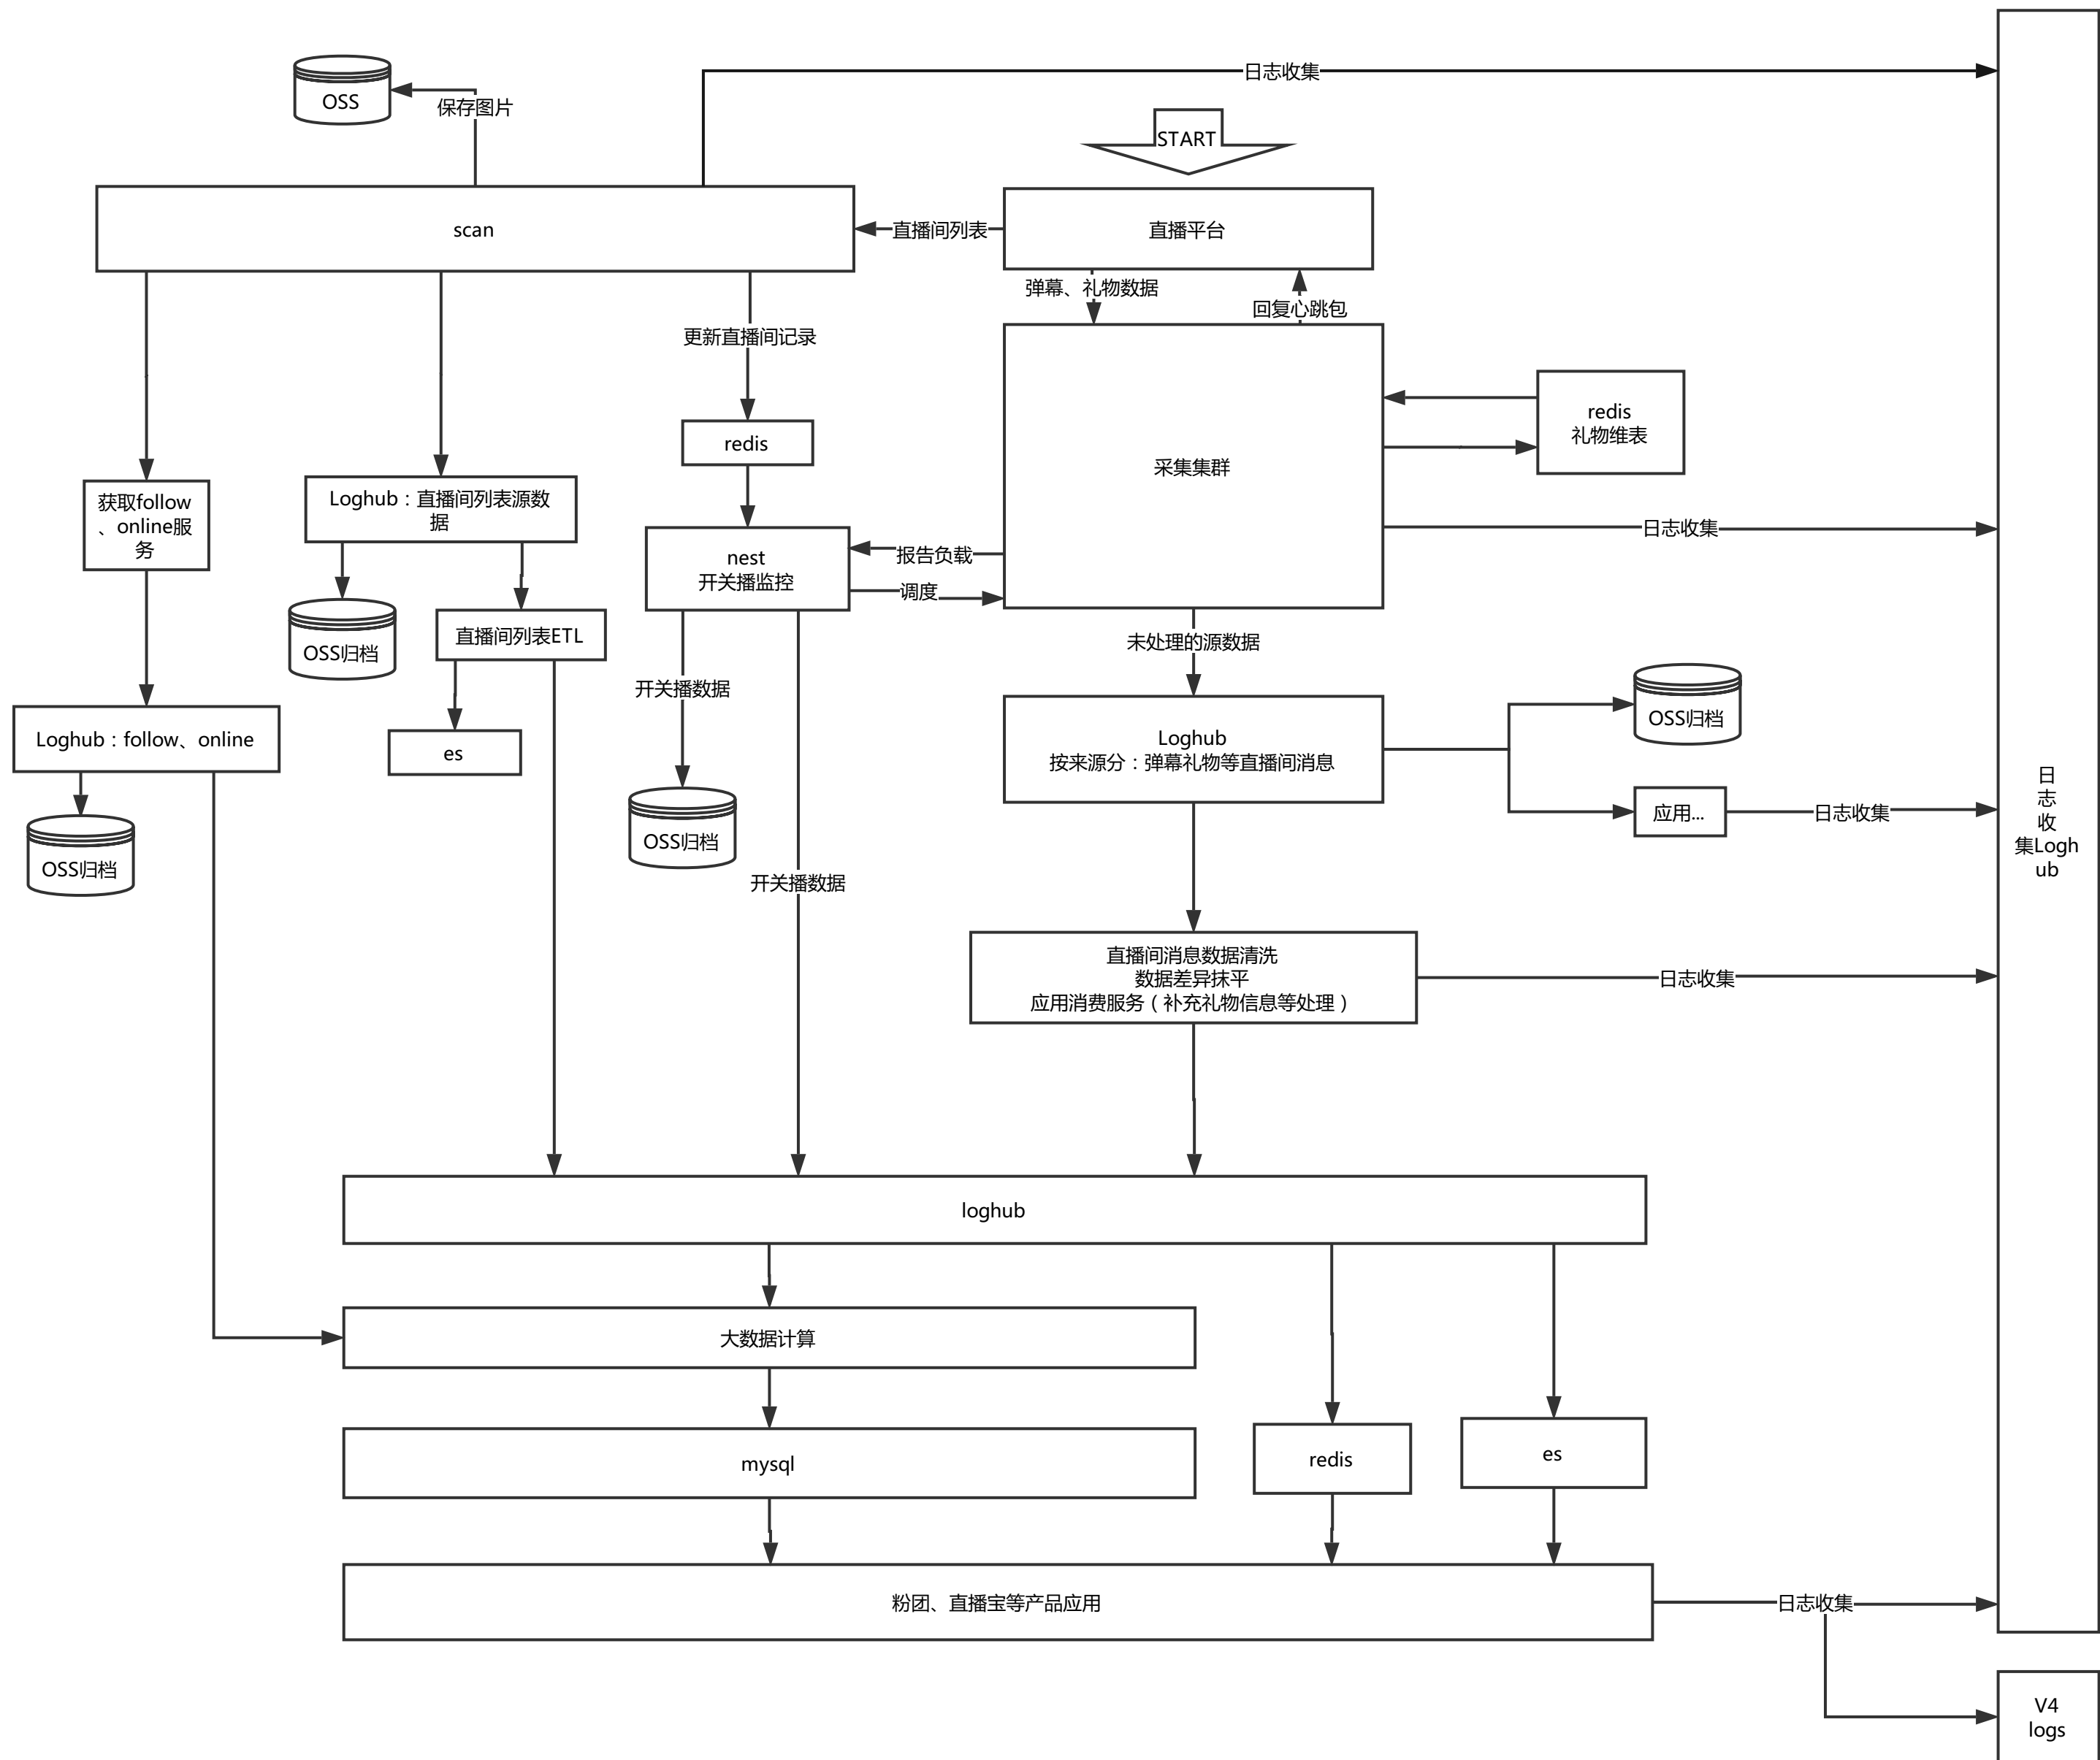 日志收集
OSS
保存图片
START
scan
直播间列表
直播平台
弹幕、礼物数据
回复心跳包
更新直播间记录
redis
redis
礼物维表
采集集群
获取follow
、online服
务
Loghub：直播间列表源数
据
日志收集
nest
开关播监控
报告负载
调度
OSS归档
直播间列表ETL
未处理的源数据
开关播数据
OSS归档
Loghub：follow、online
es
Loghub
按来源分：弹幕礼物等直播间消息
日
志
收
集Logh
ub
应用...
日志收集
OSS归档
OSS归档
开关播数据
直播间消息数据清洗
数据差异抹平
应用消费服务（补充礼物信息等处理）
日志收集
loghub
大数据计算
mysql
redis
es
粉团、直播宝等产品应用
日志收集
V4
logs